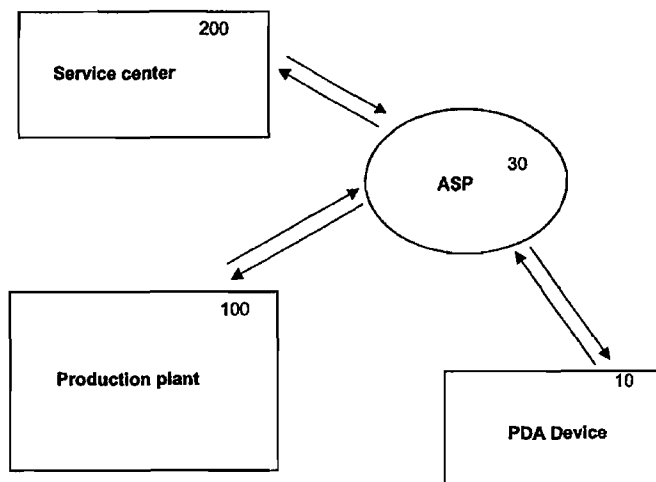 200
Service center
30
ASP
100
Production plant
10
PDA Device